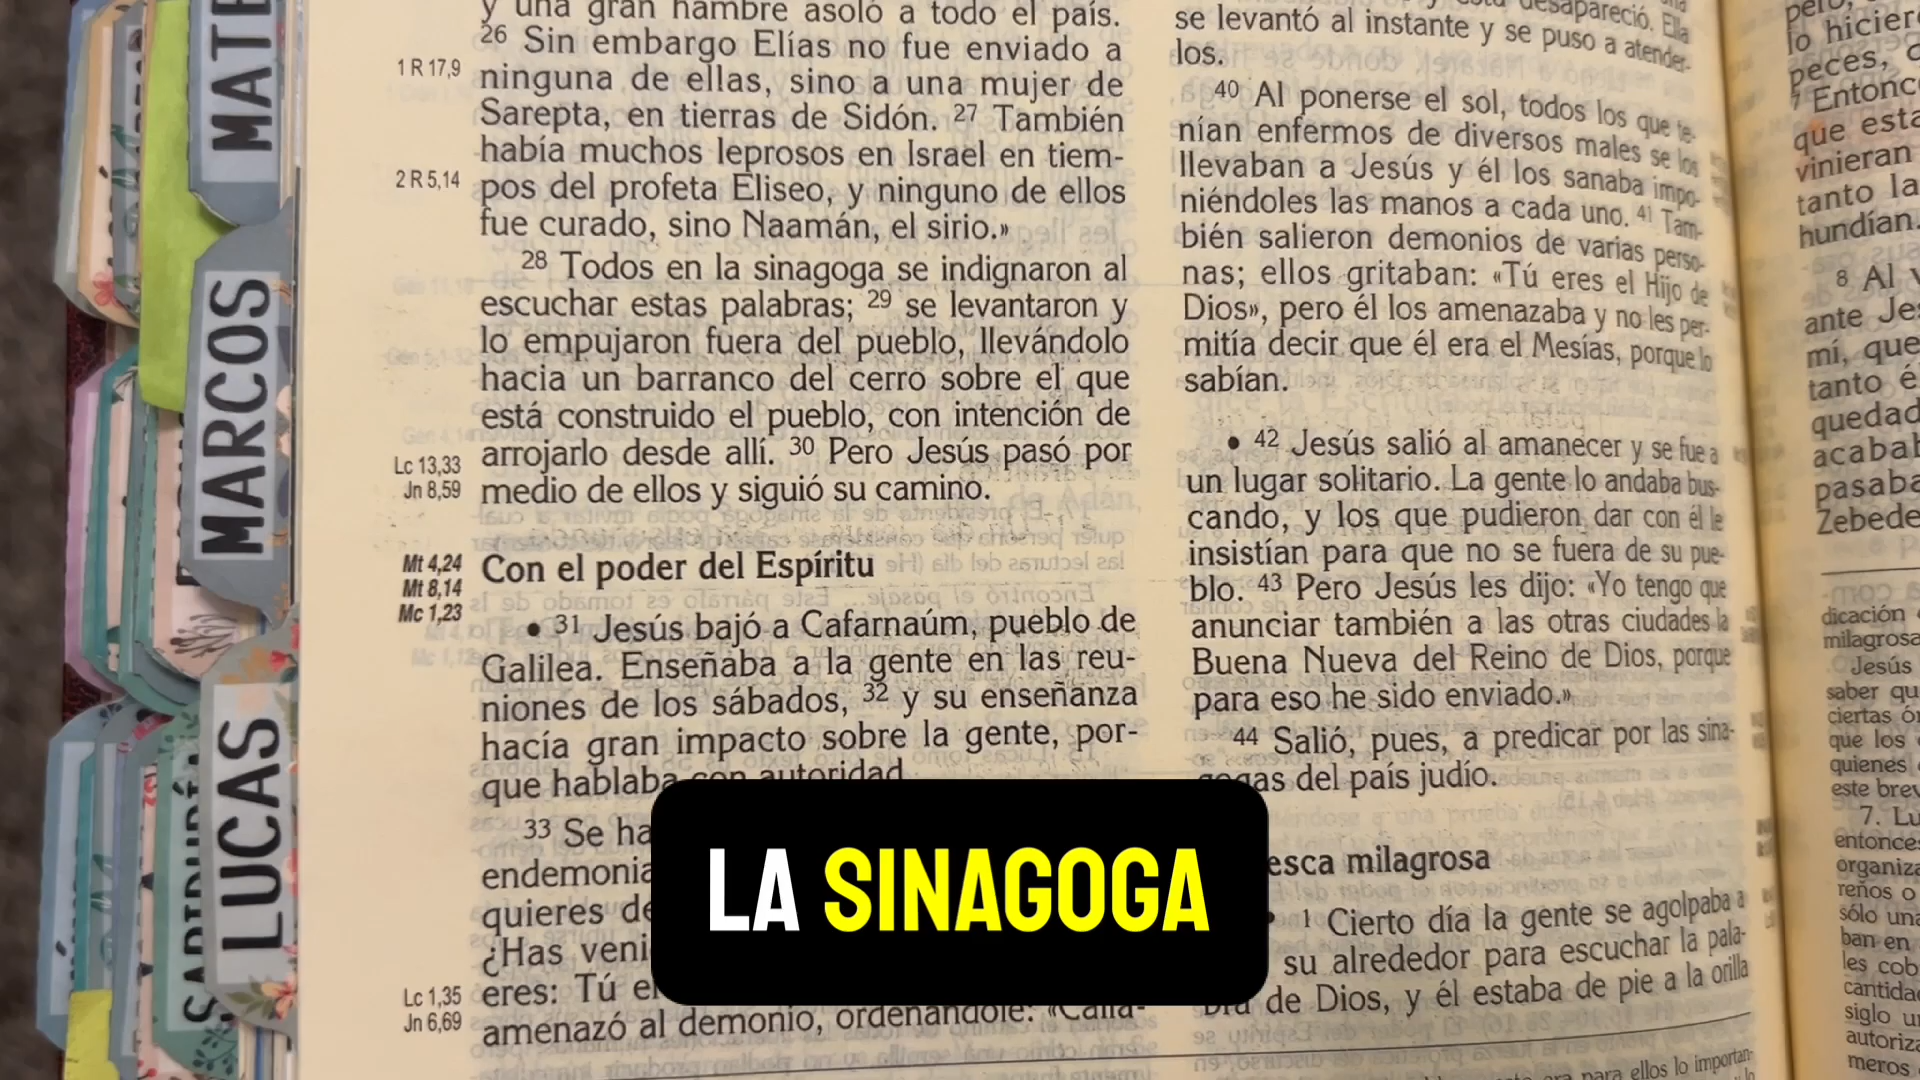 MATE
MARCOS
LUCAS
y una gran hambre asoló a todo el país.
26 Sin embargo Elías no fue enviado a
1 R 17,9
ninguna de ellas, sino a una mujer de
Sarepta, en tierras de Sidón. 27 También
había muchos leprosos en Israel en tiem-
2 R 5,14
pos del profeta Eliseo, y ninguno de ellos
fue curado, sino Naamán, el sirio.»
28 Todos en la sinagoga se indignaron al
escuchar estas palabras; 29 se levantaron y
lo empujaron fuera del pueblo, llevándolo
hacia un barranco del cerro sobre el que
está construido el pueblo, con intención de
Lc 13,33
arrojarlo desde allí. 30 Pero Jesús pasó por
Jn 8,59
medio de ellos y siguió su camino.
Mt 4,24
Mt 8,14
Mc 1,23
Con el poder del Espíritu
• 31 Jesús bajó a Cafarnaúm, pueblo de
Galilea. Enseñaba a la gente en las reu-
niones de los sábados, 32 y su enseñanza
hacía gran impacto sobre la gente, por-
que hablaba con autoridad.
33 Se ha
endemonia
quieres de
¿Has veni
Lc 1,35
eres: Tú e
Jn 6,69
amenazó al demonio, ordenándole: «Cálla-
desapareció. Ella
se levantó al instante y se puso a atender-
los.
40 Al ponerse el sol, todos los que te-
nían enfermos de diversos males se los
llevaban a Jesús y él los sanaba impo-
niéndoles las manos a cada uno. 41 Tam-
bién salieron demonios de varias perso-
nas; ellos gritaban: «Tú eres el Hijo de
Dios», pero él los amenazaba y no les per-
mitía decir que él era el Mesías, porque lo
sabían.
• 42 Jesús salió al amanecer y se fue a
un lugar solitario. La gente lo andaba bus-
cando, y los que pudieron dar con él le
insistían para que no se fuera de su pue-
blo. 43 Pero Jesús les dijo: «Yo tengo que
anunciar también a las otras ciudades la
Buena Nueva del Reino de Dios, porque
para eso he sido enviado.»
44 Salió, pues, a predicar por las sina-
gogas del país judío.
esca milagrosa
1 Cierto día la gente se agolpaba a
su alrededor para escuchar la pala-
bra de Dios, y él estaba de pie a la orilla
para ellos lo importan-
pero,
lo hicier
peces, c
7 Entonc
que esta
vinieran
tanto la
hundían.
8 Al v
ante Jes
mí, que
tanto é
quedad
acabab
pasaba
Zebede
dicación
milagrosa
Jesús
saber qu
ciertas ór
que los
quienes
este brev
7. Lu
entonces
organiza
reños o
sólo una
ban en
les cob
cantidad
siglo u
autoriza
meros
LA SINAGOGA